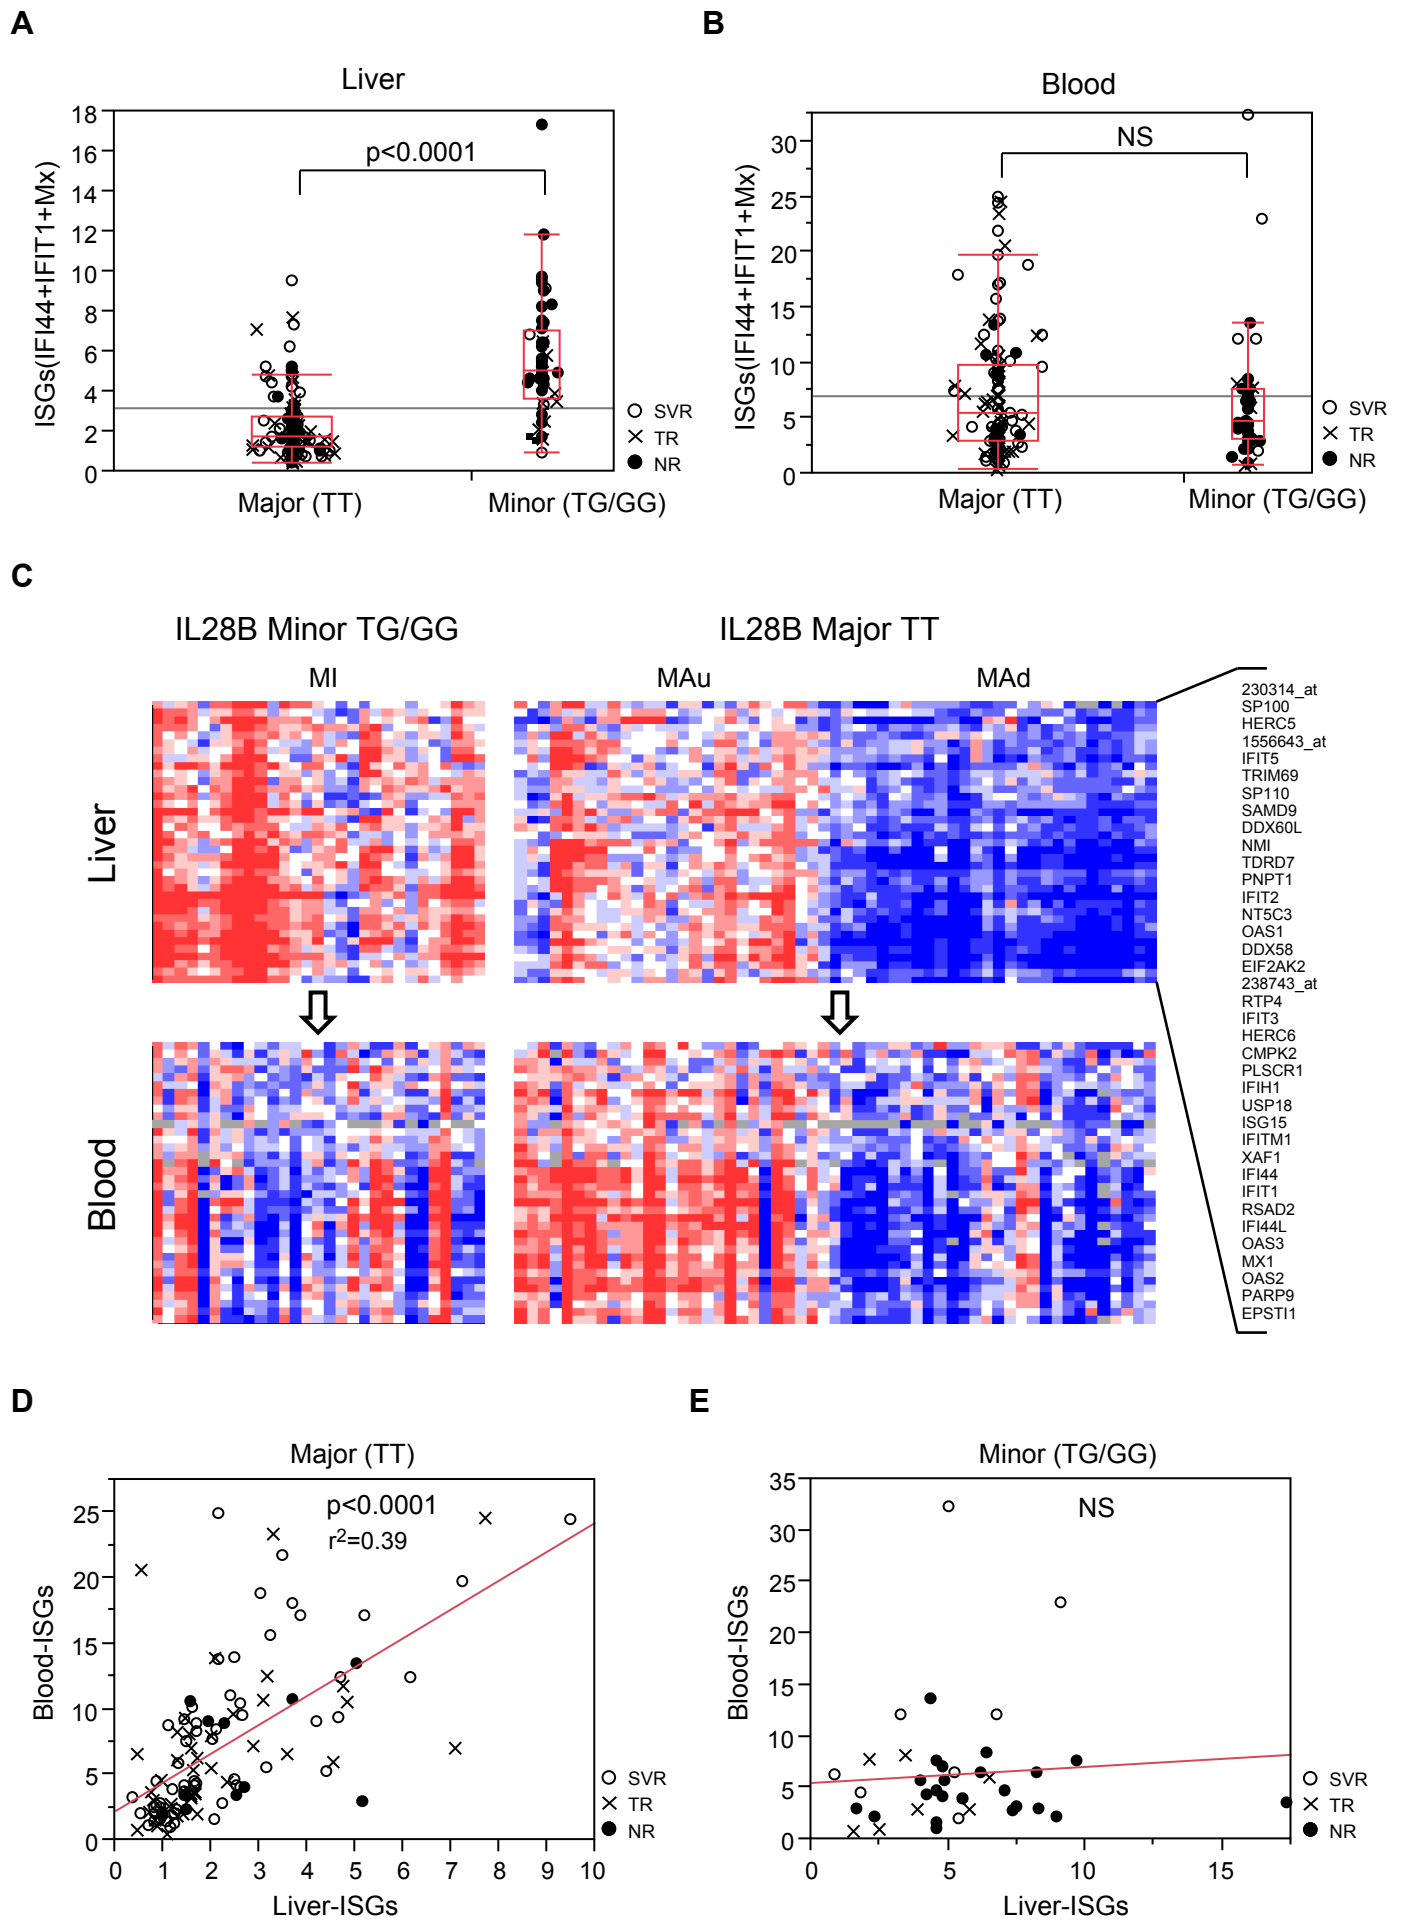 A
Liver
ISGs(IFI44+IFIT1+Mx)
18
16
14
12
10
8
6
4
2
0
p<0.0001
SVR
TR
NR
Major (TT)
Minor (TG/GG)
B
Blood
ISGs(IFI44+IFIT1+Mx)
30
25
20
15
10
5
0
NS
SVR
TR
NR
Major (TT)
Minor (TG/GG)
C
IL28B Minor TG/GG
IL28B Major TT
MI
MAu
MAd
Liver
Blood
230314_at
SP100
HERC5
1556643_at
IFIT5
TRIM69
SP110
SAMD9
DDX60L
NMI
TDRD7
PNPT1
IFIT2
NT5C3
OAS1
DDX58
EIF2AK2
238743_at
RTP4
IFIT3
HERC6
CMPK2
PLSCR1
IFIH1
USP18
ISG15
IFITM1
XAF1
IFI44
IFIT1
RSAD2
IFI44L
OAS3
MX1
OAS2
PARP9
EPSTI1
D
Major (TT)
p<0.0001
r²=0.39
Blood-ISGs
25
20
15
10
5
0
0 1 2 3 4 5 6 7 8 9 10
Liver-ISGs
SVR
TR
NR
E
Minor (TG/GG)
NS
Blood-ISGs
35
30
25
20
15
10
5
0
0 5 10 15
Liver-ISGs
SVR
TR
NR